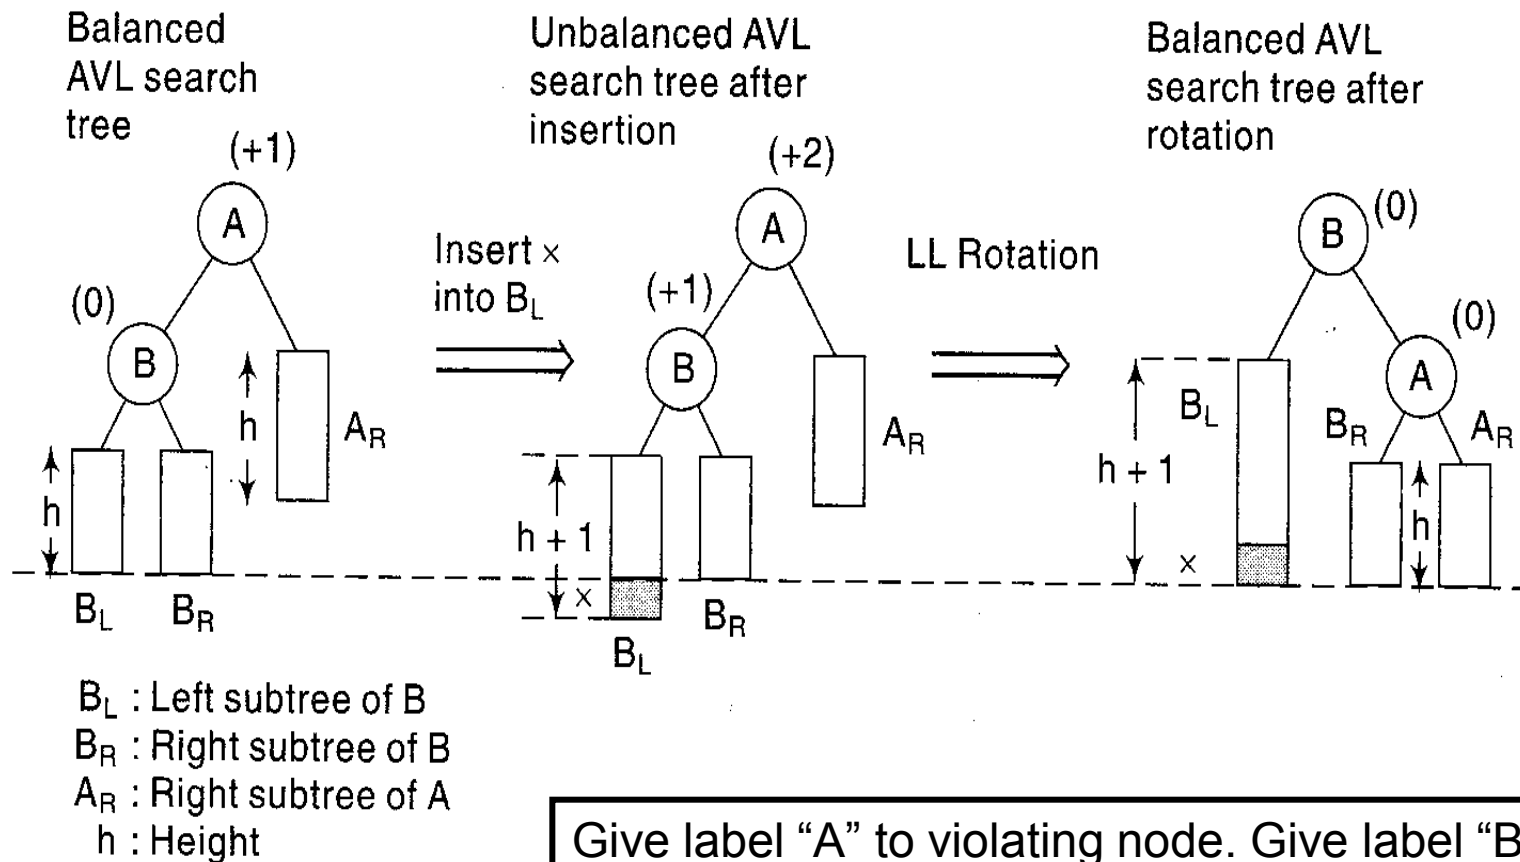 Balanced
AVL search
tree
(+1)
A
(0)
B
h
A_R
h
B_L
B_R
Insert ×
into B_L
Unbalanced AVL
search tree after
insertion
(+2)
A
(+1)
B
A_R
h + 1
×
B_R
B_L
LL Rotation
Balanced AVL
search tree after
rotation
B
(0)
(0)
A
B_L
B_R
A_R
h + 1
h
×
B_L : Left subtree of B
B_R : Right subtree of B
A_R : Right subtree of A
h : Height
Give label “A” to violating node. Give label “B